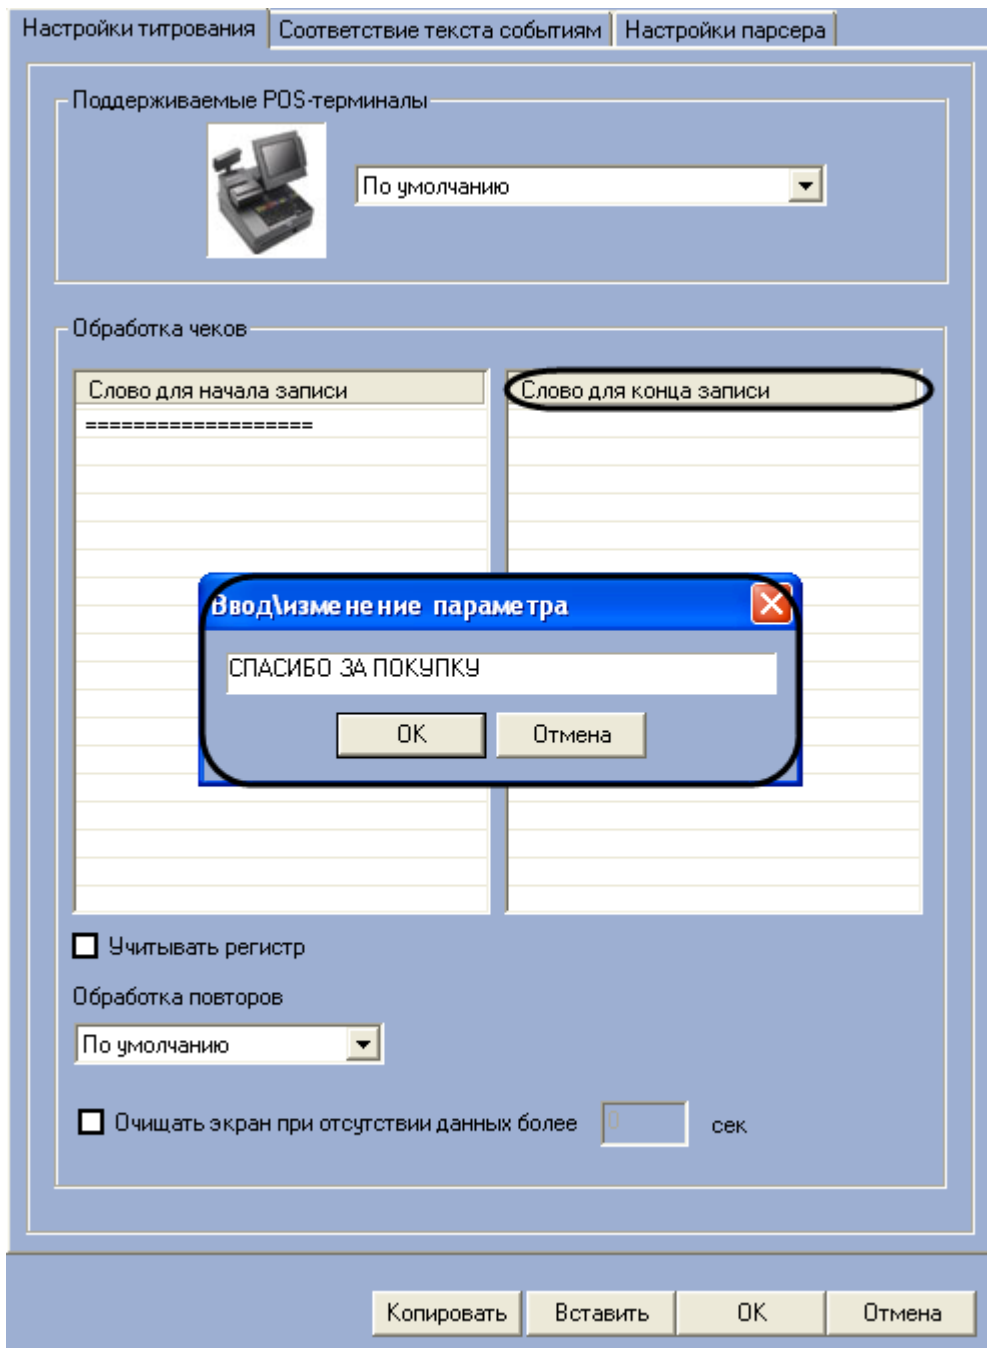 Настройки титрования Соответствие текста событиям Настройки парсера
Поддерживаемые POS-терминалы
По умолчанию
Обработка чеков
Слово для начала записи Слово для конца записи
===================
Ввод\изменение параметра
СПАСИБО ЗА ПОКУПКУ
OK Отмена
Учитывать регистр
Обработка повторов
По умолчанию
Очищать экран при отсутствии данных более 0 сек
Копировать Вставить OK Отмена